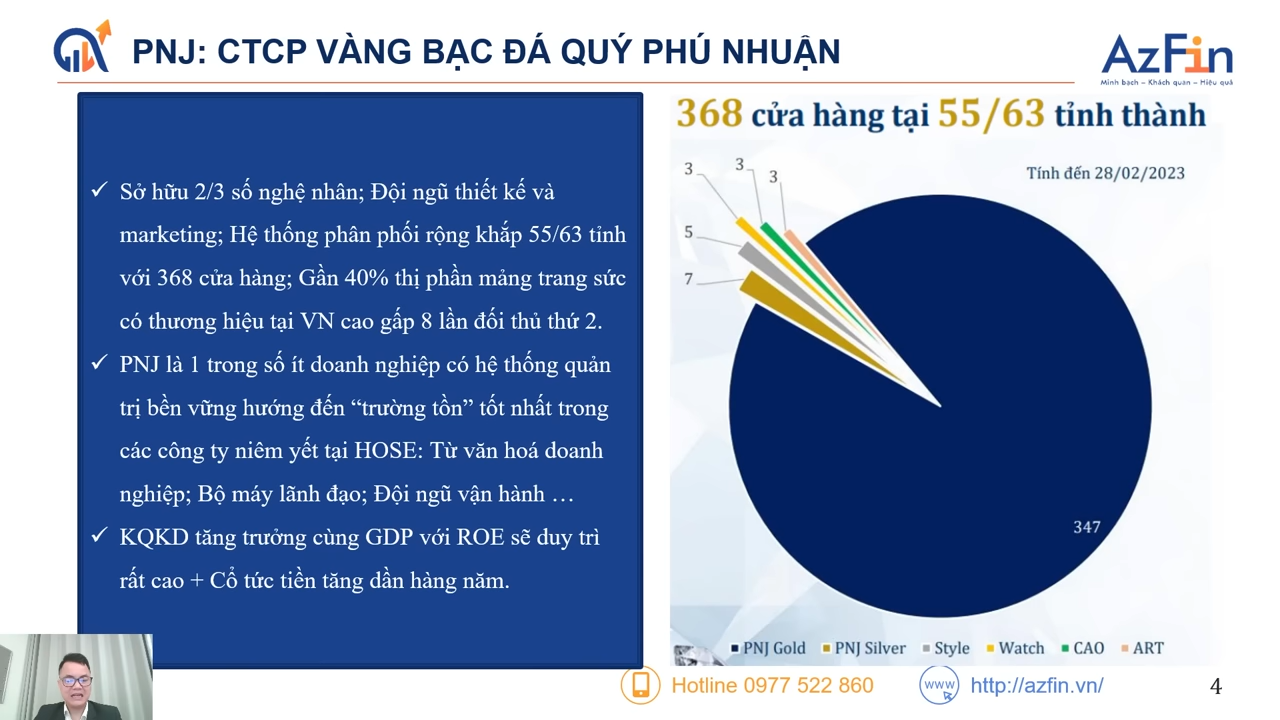 PNJ: CTCP VÀNG BẠC ĐÁ QUÝ PHÚ NHUẬN
AzFin
Minh bạch – Khách quan – Hiệu quả
✓ Sở hữu 2/3 số nghệ nhân; Đội ngũ thiết kế và
marketing; Hệ thống phân phối rộng khắp 55/63 tỉnh
với 368 cửa hàng; Gần 40% thị phần mảng trang sức
có thương hiệu tại VN cao gấp 8 lần đối thủ thứ 2.
✓ PNJ là 1 trong số ít doanh nghiệp có hệ thống quản
trị bền vững hướng đến “trường tồn” tốt nhất trong
các công ty niêm yết tại HOSE: Từ văn hoá doanh
nghiệp; Bộ máy lãnh đạo; Đội ngũ vận hành …
✓ KQKD tăng trưởng cùng GDP với ROE sẽ duy trì
rất cao + Cổ tức tiền tăng dần hàng năm.
368 cửa hàng tại 55/63 tỉnh thành
Tính đến 28/02/2023
3
3
3
5
7
347
PNJ Gold PNJ Silver Style Watch CAO ART
Hotline 0977 522 860
www
http://azfin.vn/
4